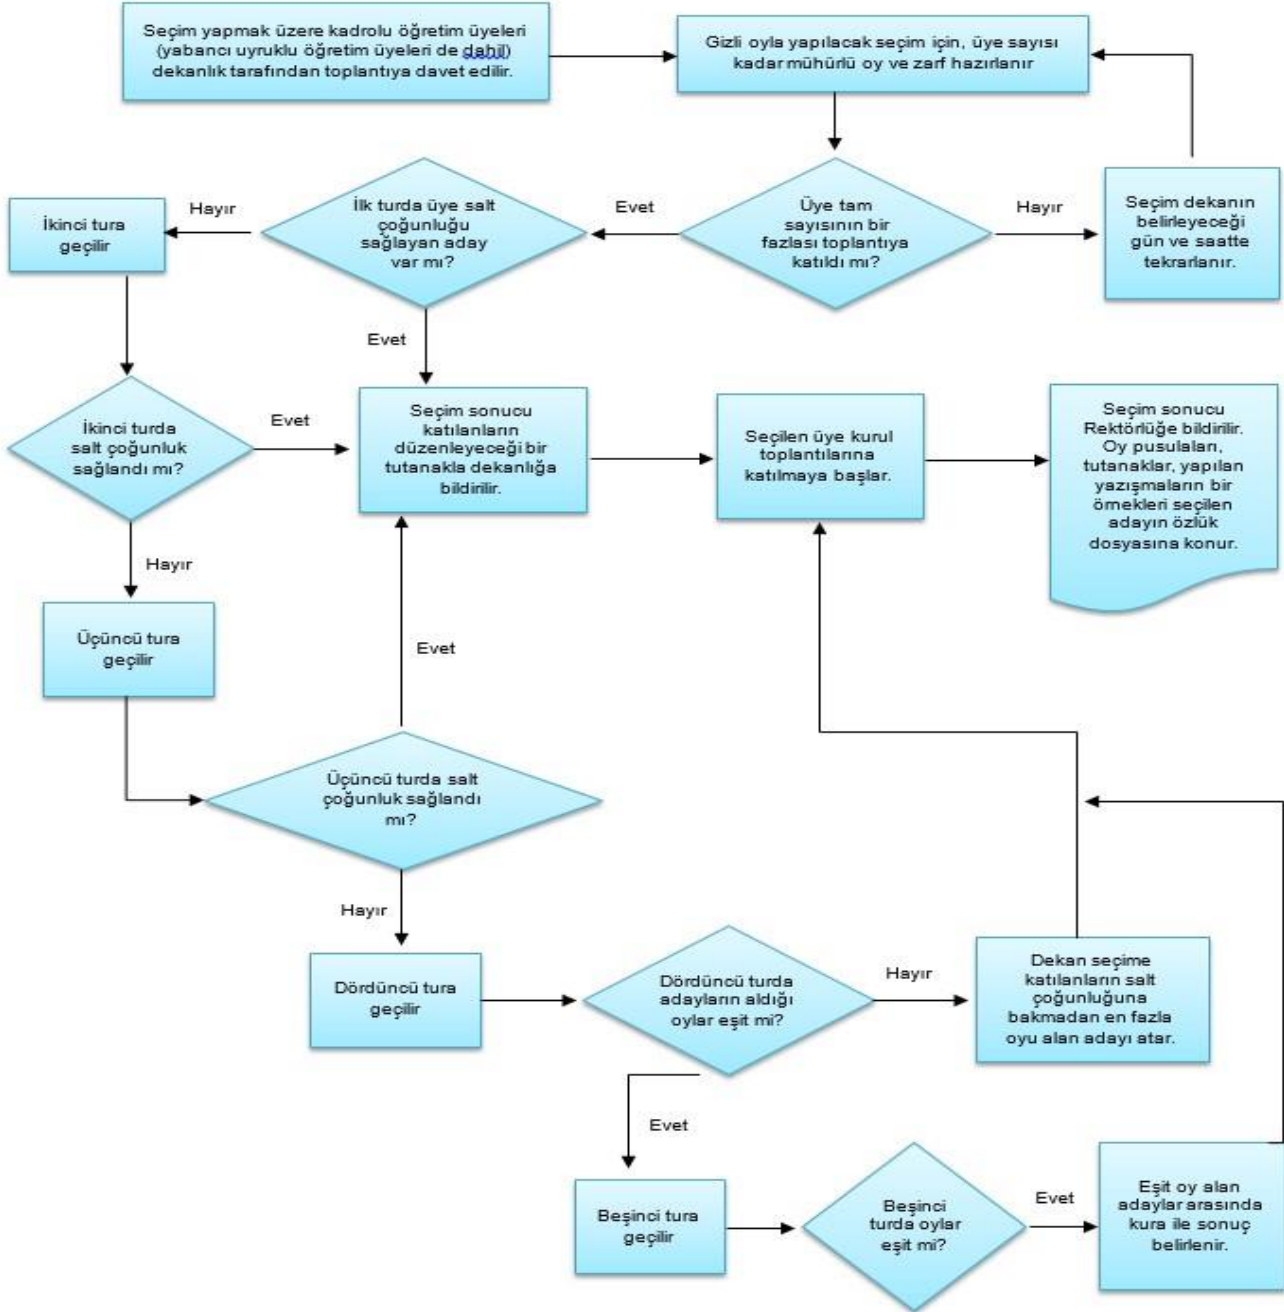 Seçim yapmak üzere kadrolu öğretim üyeleri
(yabancı uyruklu öğretim üyeleri de dahil)
dekanlık tarafından toplantıya davet edilir.
Gizli oyla yapılacak seçim için, üye sayısı
kadar mühürlü oy ve zarf hazırlanır
İkinci tura
geçilir
Hayır
İlk turda üye salt
çoğunluğu
sağlayan aday
var mı?
Evet
Üye tam
sayısının bir
fazlası toplantıya
katıldı mı?
Hayır
Seçim dekanın
belirleyeceği
gün ve saatte
tekrarlanır.
Evet
İkinci turda
salt çoğunluk
sağlandı mı?
Evet
Seçim sonucu
katılanların
düzenleyeceği bir
tutanakla dekanlığa
bildirilir.
Seçilen üye kurul
toplantılarına
katılmaya başlar.
Seçim sonucu
Rektörlüğe bildirilir.
Oy pusulaları,
tutanaklar, yapılan
yazışmaların bir
örnekleri seçilen
adayın özlük
dosyasına konur.
Hayır
Üçüncü tura
geçilir
Evet
Üçüncü turda salt
çoğunluk sağlandı
mı?
Hayır
Dördüncü tura
geçilir
Dördüncü turda
adayların aldığı
oylar eşit mi?
Hayır
Dekan seçime
katılanların salt
çoğunluğuna
bakmadan en fazla
oyu alan adayı atar.
Evet
Beşinci tura
geçilir
Beşinci
turda oylar
eşit mi?
Evet
Eşit oy alan
adaylar arasında
kura ile sonuç
belirlenir.